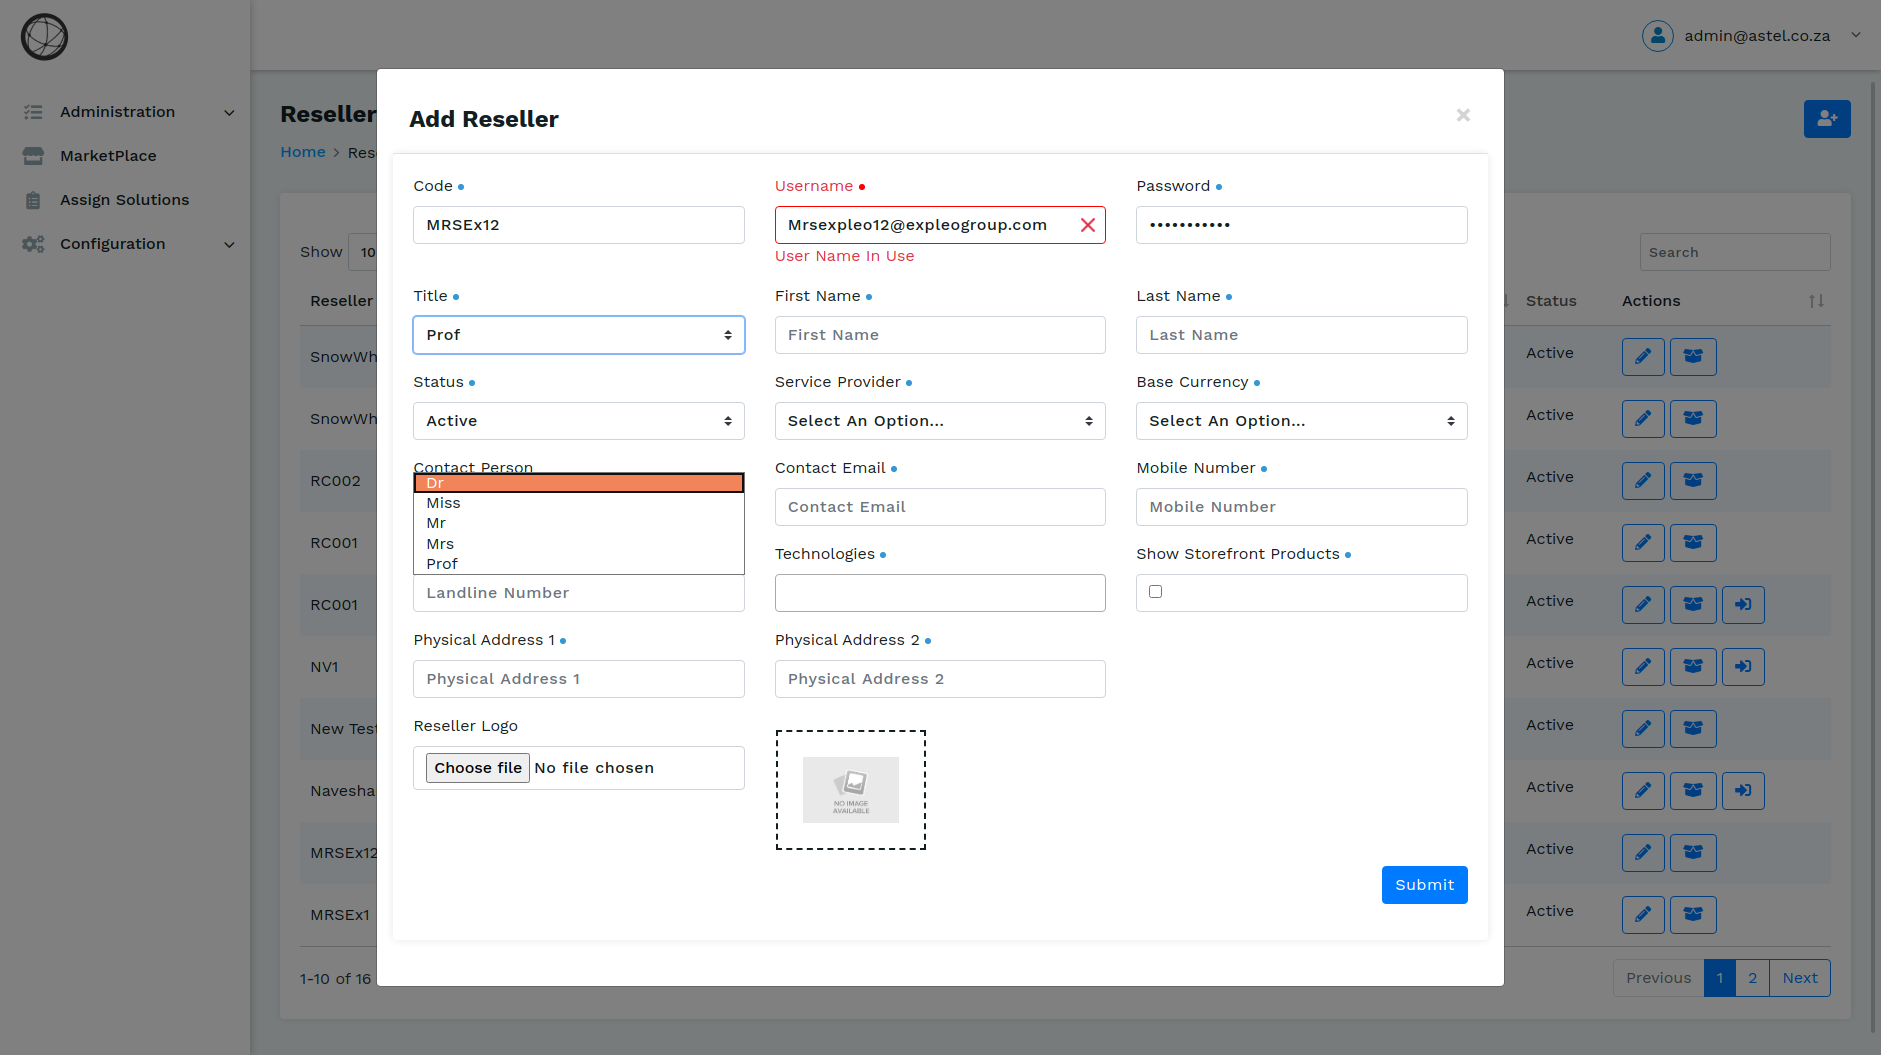 admin@astel.co.za
Administration
MarketPlace
Assign Solutions
Configuration
Reseller
Home > Res
Show 10
Search
Reseller
Status
Actions
SnowWh
Active
SnowWh
Active
RC002
Active
RC001
Active
RC001
Active
NV1
Active
New Test
Active
Navesha
Active
MRSEx12
Active
MRSEx1
Active
1-10 of 16
Previous 1 2 Next
Add Reseller
×
Code
Username
Password
MRSEx12
Mrsexpleo12@expleogroup.com
•••••••••••
User Name In Use
Title
First Name
Last Name
Prof
First Name
Last Name
Status
Service Provider
Base Currency
Active
Select An Option...
Select An Option...
Contact Person
Contact Email
Mobile Number
Dr
Miss
Mr
Mrs
Prof
Contact Email
Mobile Number
Technologies
Show Storefront Products
Landline Number
Physical Address 1
Physical Address 2
Physical Address 1
Physical Address 2
Reseller Logo
Choose file No file chosen
NO IMAGE
AVAILABLE
Submit